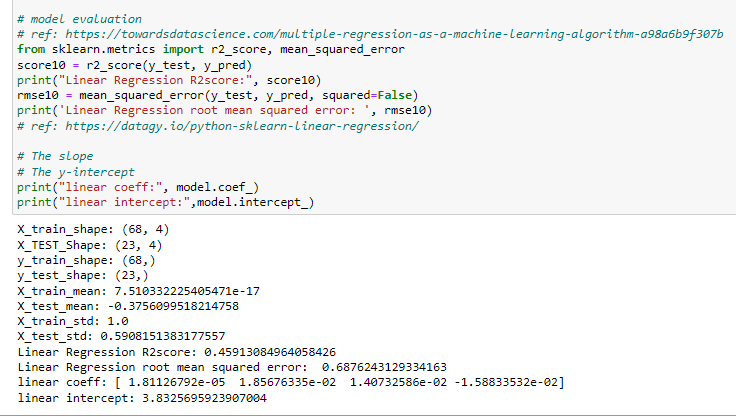 # model evaluation
# ref: https://towardsdatascience.com/multiple-regression-as-a-machine-learning-algorithm-a98a6b9f307b
from sklearn.metrics import r2_score, mean_squared_error
score10 = r2_score(y_test, y_pred)
print("Linear Regression R2score:", score10)
rmse10 = mean_squared_error(y_test, y_pred, squared=False)
print('Linear Regression root mean squared error: ', rmse10)
# ref: https://datagy.io/python-sklearn-linear-regression/
# The slope
# The y-intercept
print("linear coeff:", model.coef_)
print("linear intercept:",model.intercept_)
X_train_shape: (68, 4)
X_TEST_Shape: (23, 4)
y_train_shape: (68,)
y_test_shape: (23,)
X_train_mean: 7.510332225405471e-17
X_test_mean: -0.3756099518214758
X_train_std: 1.0
X_test_std: 0.5908151383177557
Linear Regression R2score: 0.45913084964058426
Linear Regression root mean squared error:  0.6876243129334163
linear coeff: [ 1.81126792e-05  1.85676335e-02  1.40732586e-02 -1.58833532e-02]
linear intercept: 3.8325695923907004